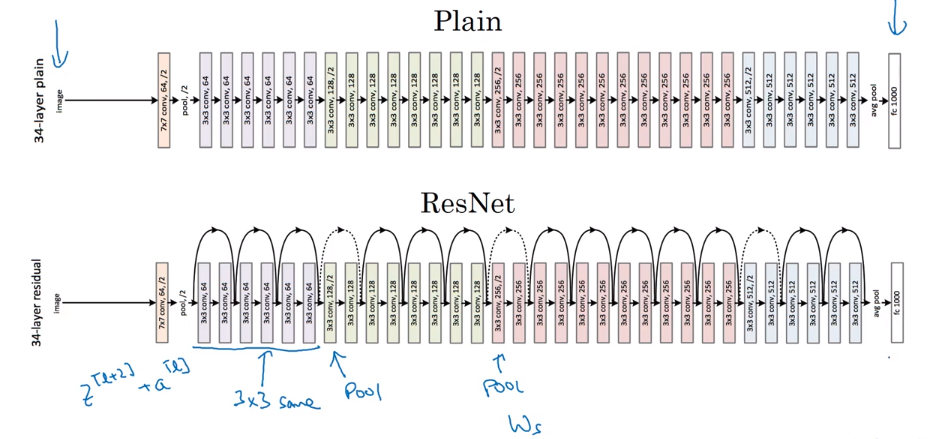 Plain
34-layer plain
image
7x7 conv, 64, /2
pool, /2
3x3 conv, 64
3x3 conv, 64
3x3 conv, 64
3x3 conv, 64
3x3 conv, 64
3x3 conv, 64
3x3 conv, 128, /2
3x3 conv, 128
3x3 conv, 128
3x3 conv, 128
3x3 conv, 128
3x3 conv, 128
3x3 conv, 128
3x3 conv, 128
3x3 conv, 256, /2
3x3 conv, 256
3x3 conv, 256
3x3 conv, 256
3x3 conv, 256
3x3 conv, 256
3x3 conv, 256
3x3 conv, 256
3x3 conv, 256
3x3 conv, 256
3x3 conv, 256
3x3 conv, 256
3x3 conv, 512, /2
3x3 conv, 512
3x3 conv, 512
3x3 conv, 512
3x3 conv, 512
3x3 conv, 512
avg pool
fc 1000
ResNet
34-layer residual
image
7x7 conv, 64, /2
pool, /2
3x3 conv, 64
3x3 conv, 64
3x3 conv, 64
3x3 conv, 64
3x3 conv, 64
3x3 conv, 64
3x3 conv, 128, /2
3x3 conv, 128
3x3 conv, 128
3x3 conv, 128
3x3 conv, 128
3x3 conv, 128
3x3 conv, 128
3x3 conv, 128
3x3 conv, 256, /2
3x3 conv, 256
3x3 conv, 256
3x3 conv, 256
3x3 conv, 256
3x3 conv, 256
3x3 conv, 256
3x3 conv, 256
3x3 conv, 256
3x3 conv, 256
3x3 conv, 256
3x3 conv, 256
3x3 conv, 512, /2
3x3 conv, 512
3x3 conv, 512
3x3 conv, 512
3x3 conv, 512
3x3 conv, 512
avg pool
fc 1000
z^[l+2] + a^[l]
3x3 same
Pool
Pool
Ws